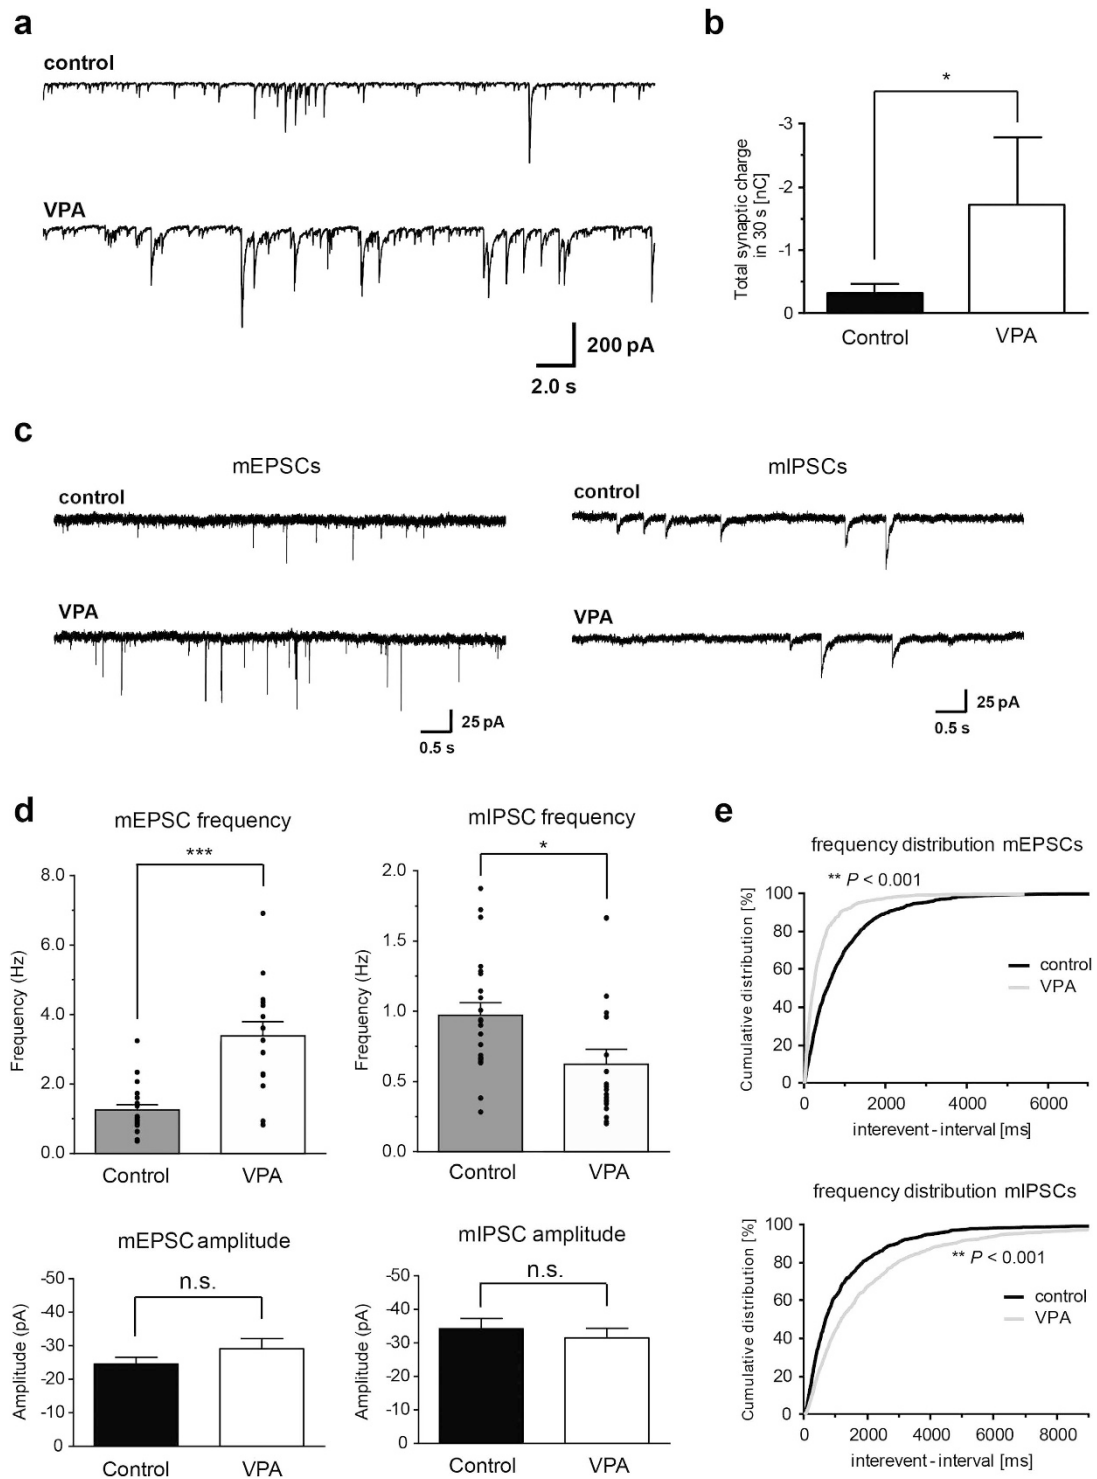 a
control
VPA
200 pA
2.0 s
b
*
Total synaptic charge
in 30 s [nC]
-3
-2
-1
0
Control
VPA
c
mEPSCs
control
VPA
25 pA
0.5 s
mIPSCs
control
VPA
25 pA
0.5 s
d
mEPSC frequency
***
Frequency (Hz)
8.0
6.0
4.0
2.0
0.0
Control
VPA
mIPSC frequency
*
Frequency (Hz)
2.0
1.5
1.0
0.5
0.0
Control
VPA
mEPSC amplitude
n.s.
Amplitude (pA)
-50
-40
-30
-20
-10
0
Control
VPA
mIPSC amplitude
n.s.
Amplitude (pA)
-50
-40
-30
-20
-10
0
Control
VPA
e
frequency distribution mEPSCs
** P < 0.001
Cumulative distribution [%]
100
80
60
40
20
0
control
VPA
0 2000 4000 6000
interevent-interval [ms]
frequency distribution mIPSCs
** P < 0.001
Cumulative distribution [%]
100
80
60
40
20
0
control
VPA
0 2000 4000 6000 8000
interevent-interval [ms]